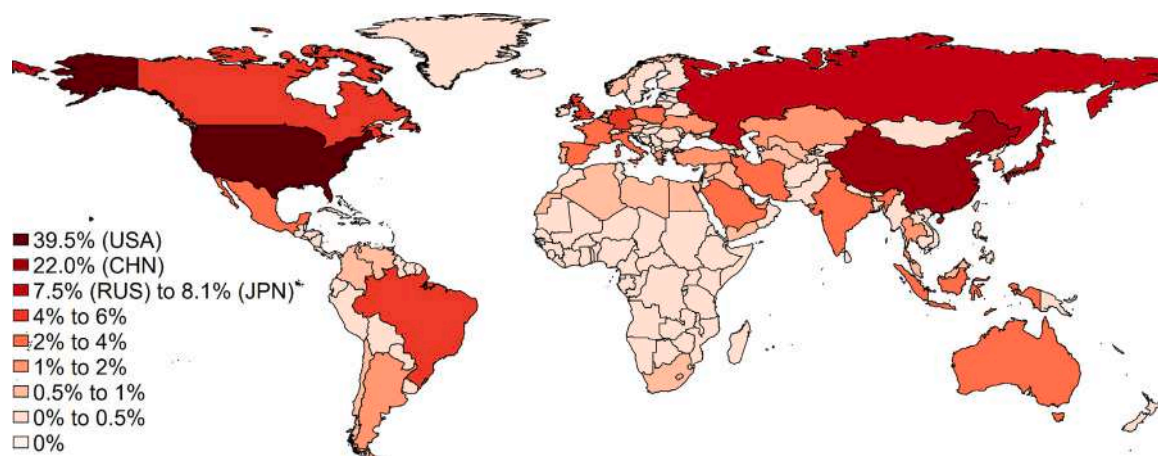 39.5% (USA)
22.0% (CHN)
7.5% (RUS) to 8.1% (JPN)*
4% to 6%
2% to 4%
1% to 2%
0.5% to 1%
0% to 0.5%
0%